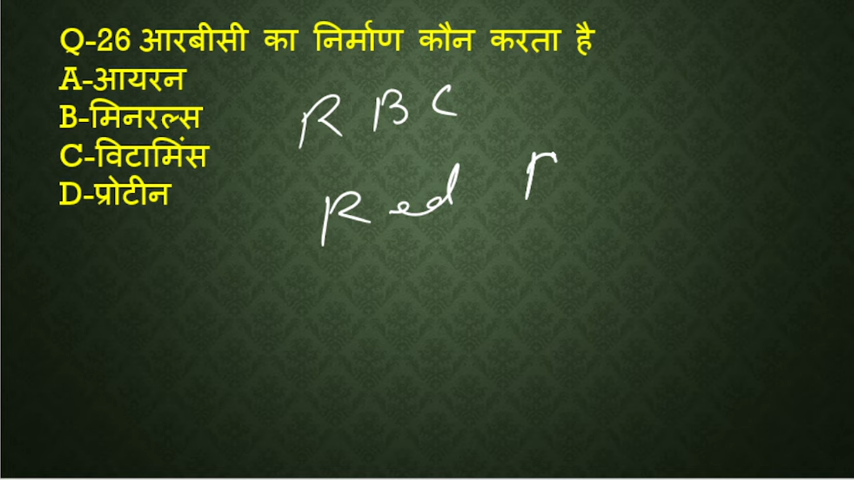 Q-26 आरबीसी का निर्माण कौन करता है
A-आयरन
B-मिनरल्स
C-विटामिंस
D-प्रोटीन
R B C
Red